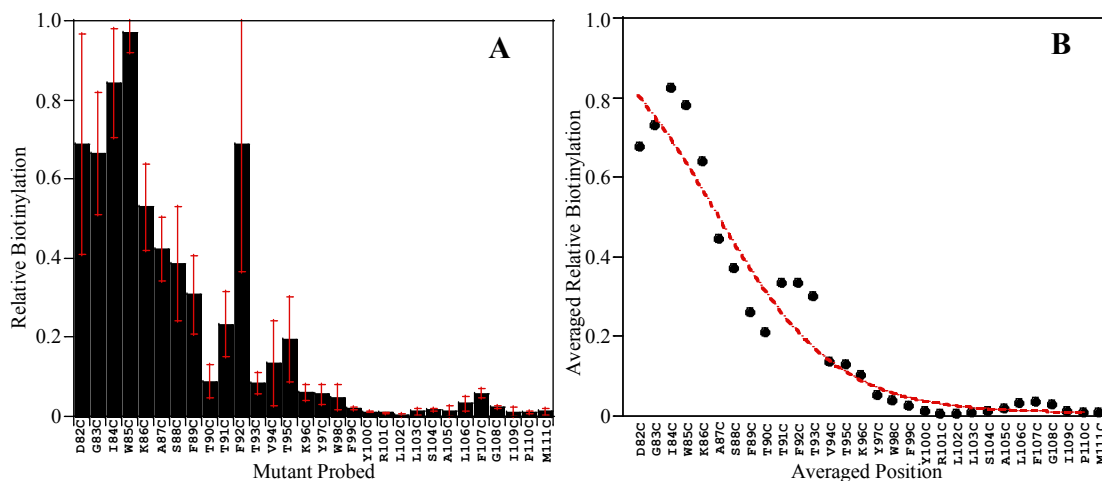 A
Relative Biotinylation
1.0
0.8
0.6
0.4
0.2
0
D82C
G83C
I84C
W85C
K86C
A87C
S88C
F89C
T90C
T91C
F92C
T93C
V94C
T95C
K96C
Y97C
W98C
F99C
Y100C
R101C
L102C
L103C
S104C
A105C
L106C
F107C
G108C
I109C
P110C
M111C
Mutant Probed
B
Averaged Relative Biotinylation
1.0
0.8
0.6
0.4
0.2
0
D82C
G83C
I84C
W85C
K86C
A87C
S88C
F89C
T90C
T91C
F92C
T93C
V94C
T95C
K96C
Y97C
W98C
F99C
Y100C
R101C
L102C
L103C
S104C
A105C
L106C
F107C
G108C
I109C
P110C
M111C
Averaged Position